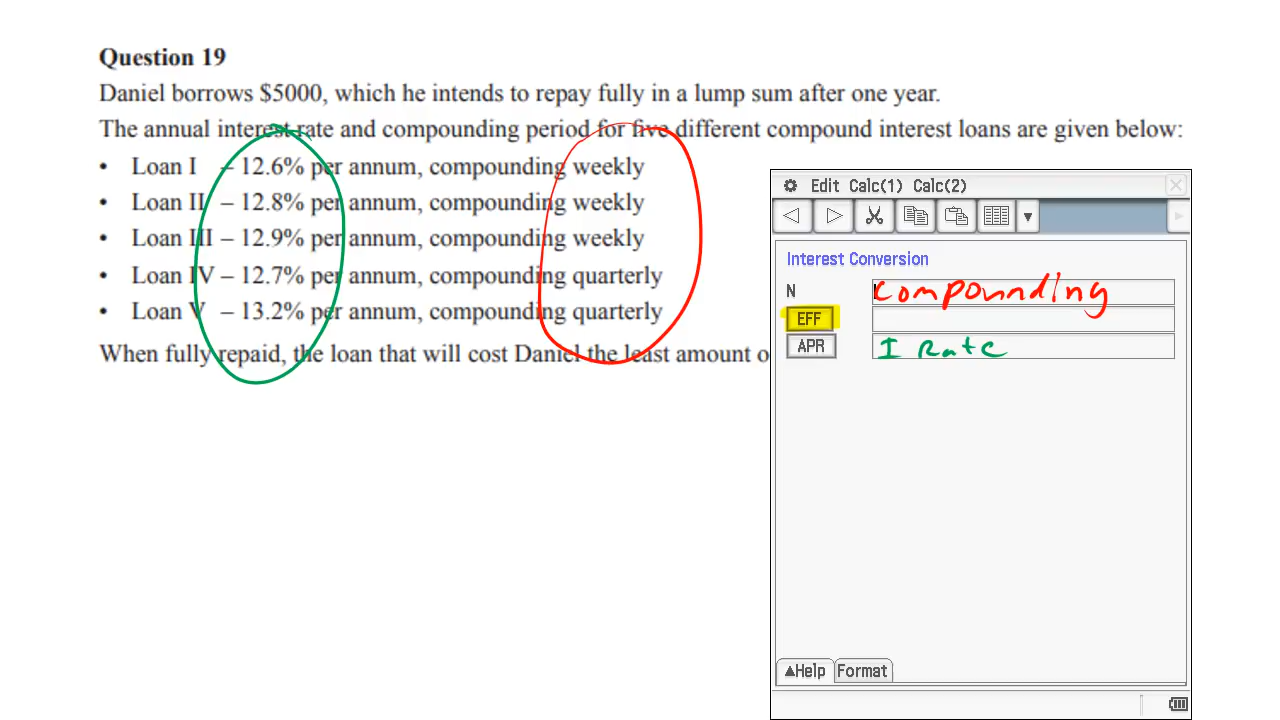 Question 19
Daniel borrows $5000, which he intends to repay fully in a lump sum after one year.
The annual interest rate and compounding period for five different compound interest loans are given below:
• Loan I – 12.6% per annum, compounding weekly
• Loan II – 12.8% per annum, compounding weekly
• Loan III – 12.9% per annum, compounding weekly
• Loan IV – 12.7% per annum, compounding quarterly
• Loan V – 13.2% per annum, compounding quarterly
When fully repaid, the loan that will cost Daniel the least amount
Edit Calc(1) Calc(2)
Interest Conversion
N compounding
EFF
APR I Rate
▲Help Format